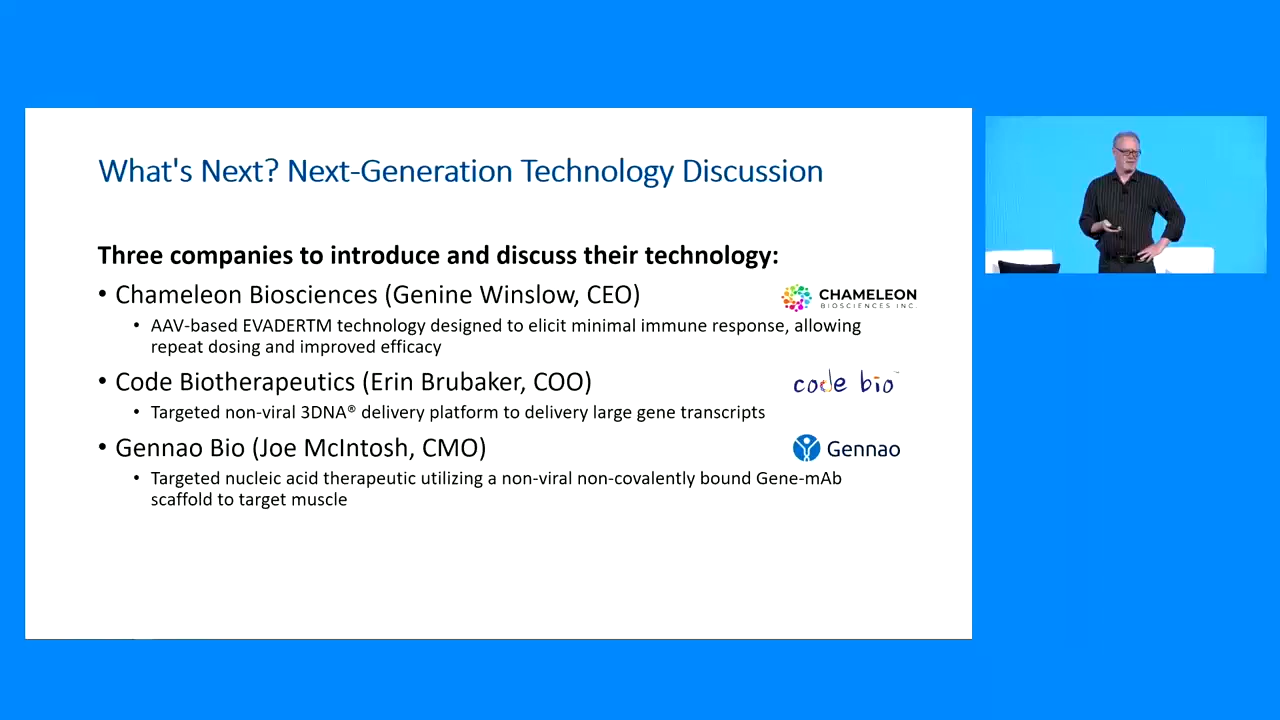 What's Next? Next-Generation Technology Discussion
Three companies to introduce and discuss their technology:
• Chameleon Biosciences (Genine Winslow, CEO)
CHAMELEON
BIOSCIENCES INC.
• AAV-based EVADERTM technology designed to elicit minimal immune response, allowing
repeat dosing and improved efficacy
• Code Biotherapeutics (Erin Brubaker, COO)
code bio
• Targeted non-viral 3DNA® delivery platform to delivery large gene transcripts
• Gennao Bio (Joe McIntosh, CMO)
Gennao
• Targeted nucleic acid therapeutic utilizing a non-viral non-covalently bound Gene-mAb
scaffold to target muscle